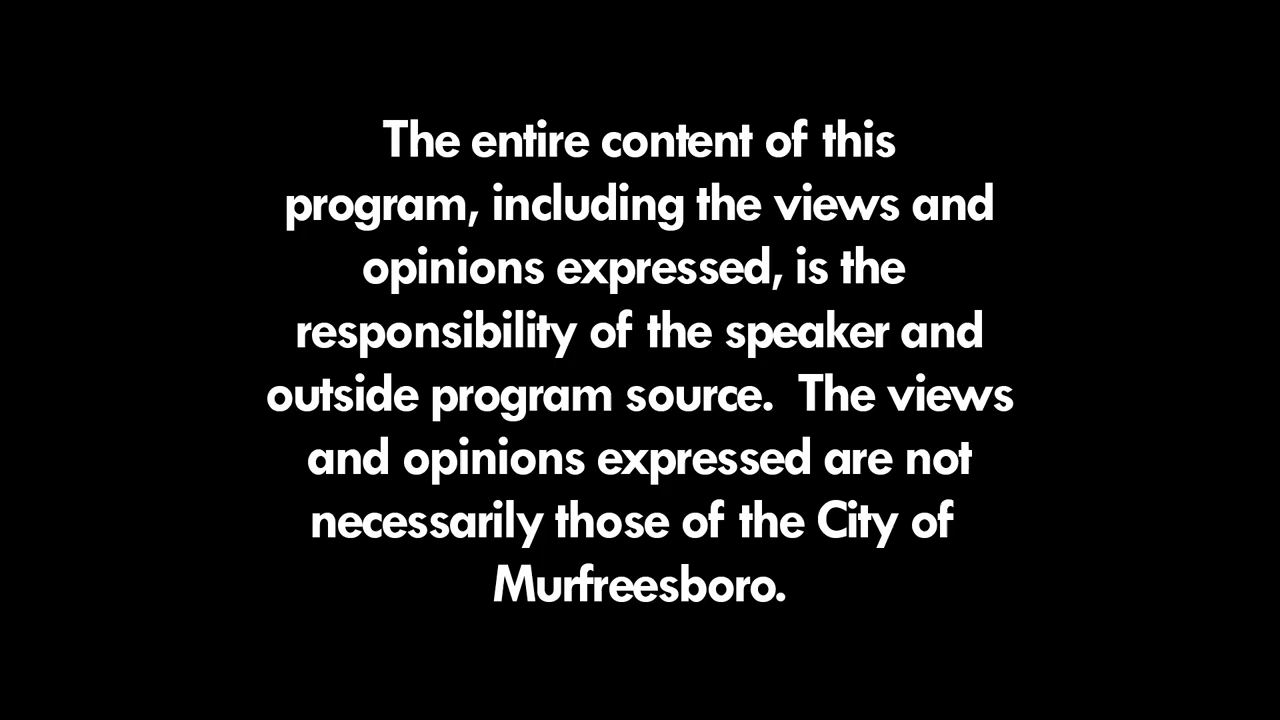 The entire content of this
program, including the views and
opinions expressed, is the
responsibility of the speaker and
outside program source.  The views
and opinions expressed are not
necessarily those of the City of
Murfreesboro.